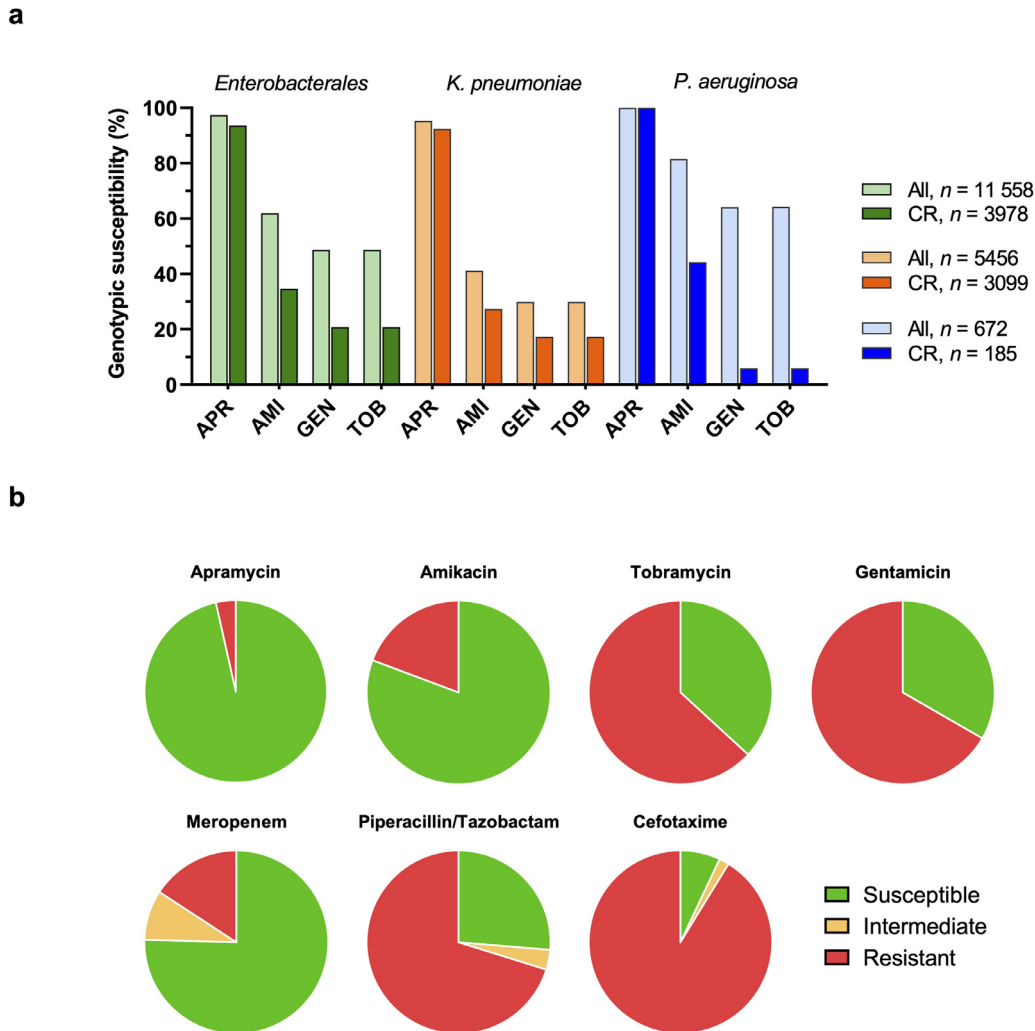 a
Enterobacterales K. pneumoniae P. aeruginosa
Genotypic susceptibility (%)
100
80
60
40
20
0
APR AMI GEN TOB APR AMI GEN TOB APR AMI GEN TOB
All, n = 11 558
CR, n = 3978
All, n = 5456
CR, n = 3099
All, n = 672
CR, n = 185
b
Apramycin Amikacin Tobramycin Gentamicin
Meropenem Piperacillin/Tazobactam Cefotaxime
Susceptible
Intermediate
Resistant